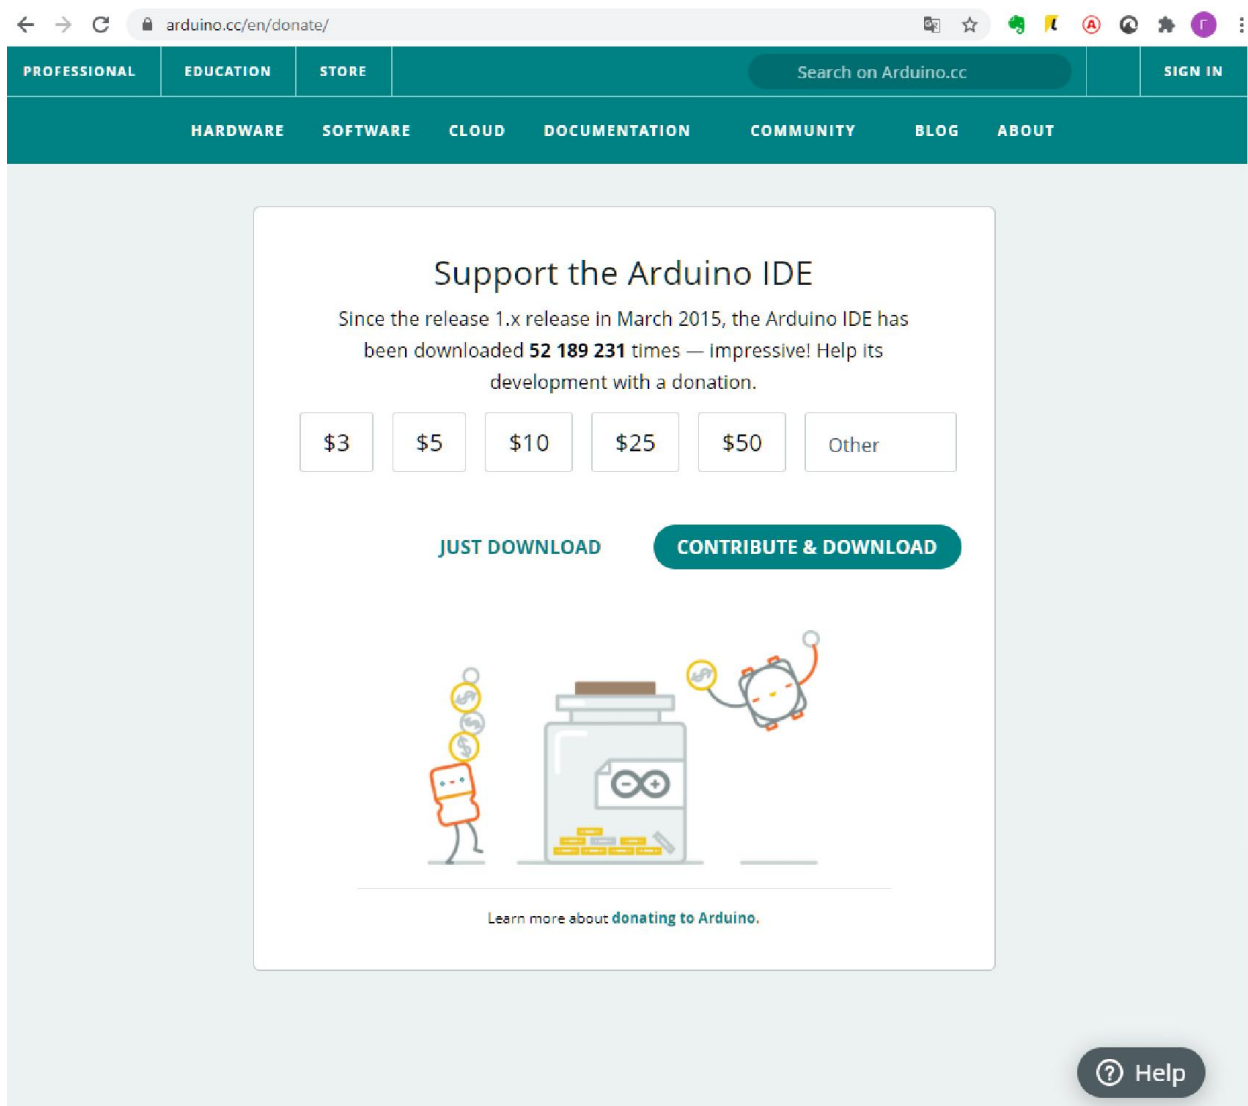 arduino.cc/en/donate/
Г
PROFESSIONAL EDUCATION STORE Search on Arduino.cc SIGN IN
HARDWARE SOFTWARE CLOUD DOCUMENTATION COMMUNITY BLOG ABOUT
Support the Arduino IDE
Since the release 1.x release in March 2015, the Arduino IDE has
been downloaded 52 189 231 times — impressive! Help its
development with a donation.
$3 $5 $10 $25 $50 Other
JUST DOWNLOAD CONTRIBUTE & DOWNLOAD
Learn more about donating to Arduino.
Help